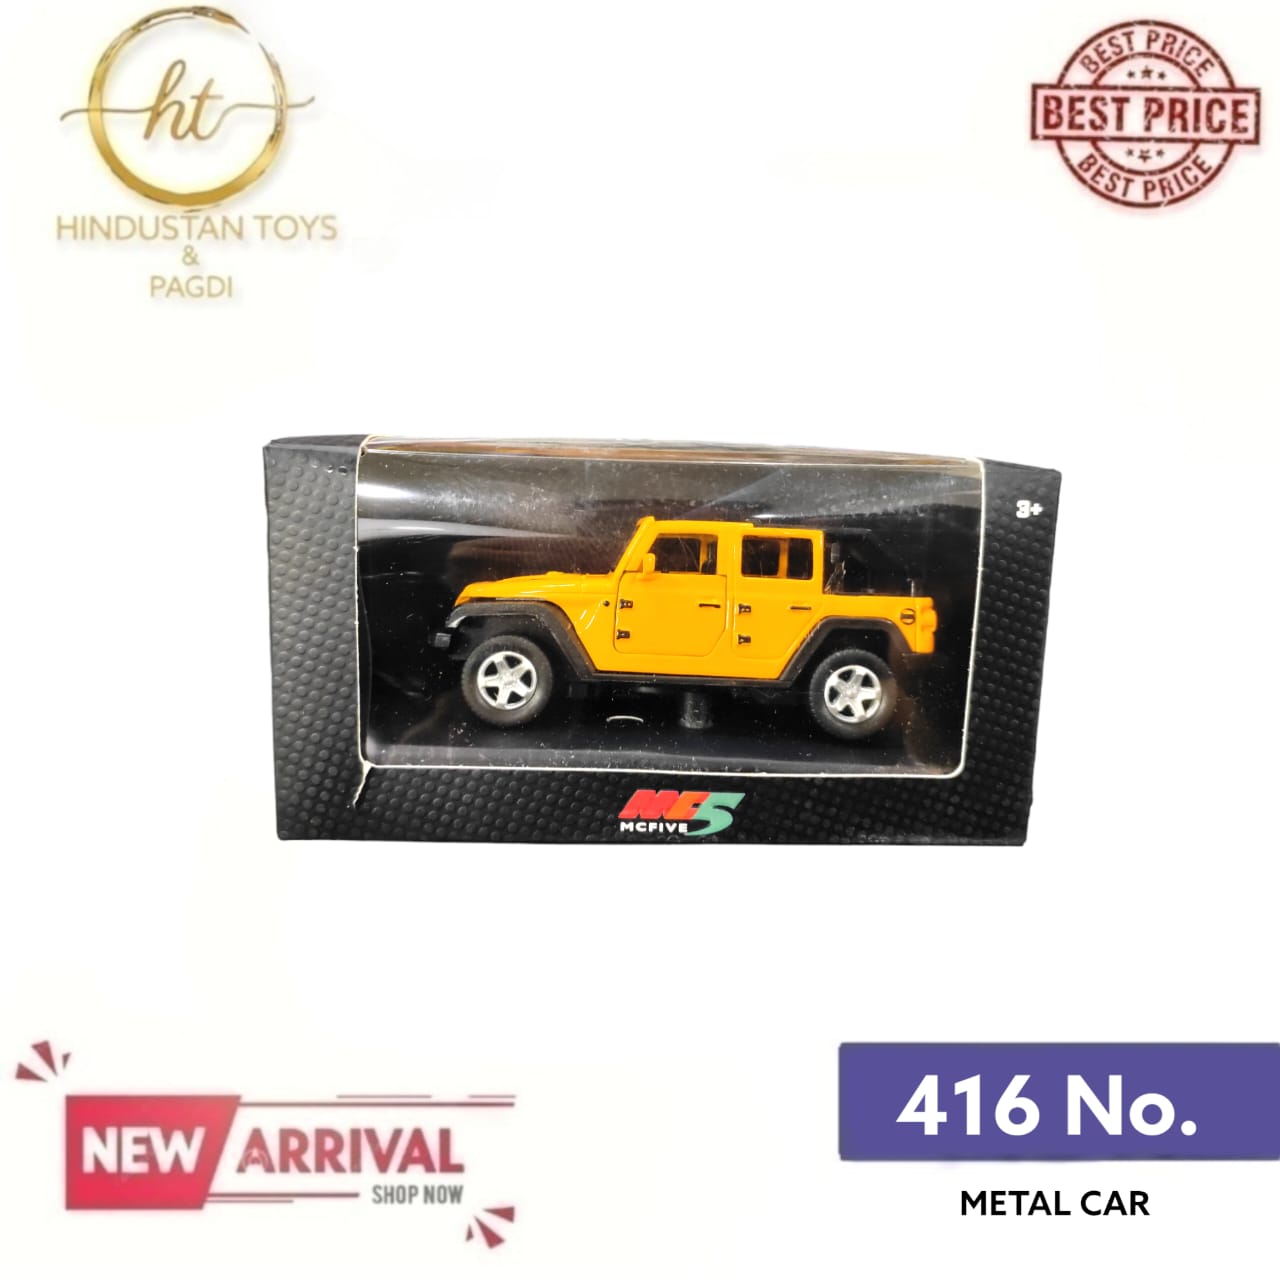 ht
HINDUSTAN TOYS
&
PAGDI
BEST PRICE
BEST PRICE
BEST PRICE
3+
MC5
MCFIVE
NEW ARRIVAL
SHOP NOW
416 No.
METAL CAR